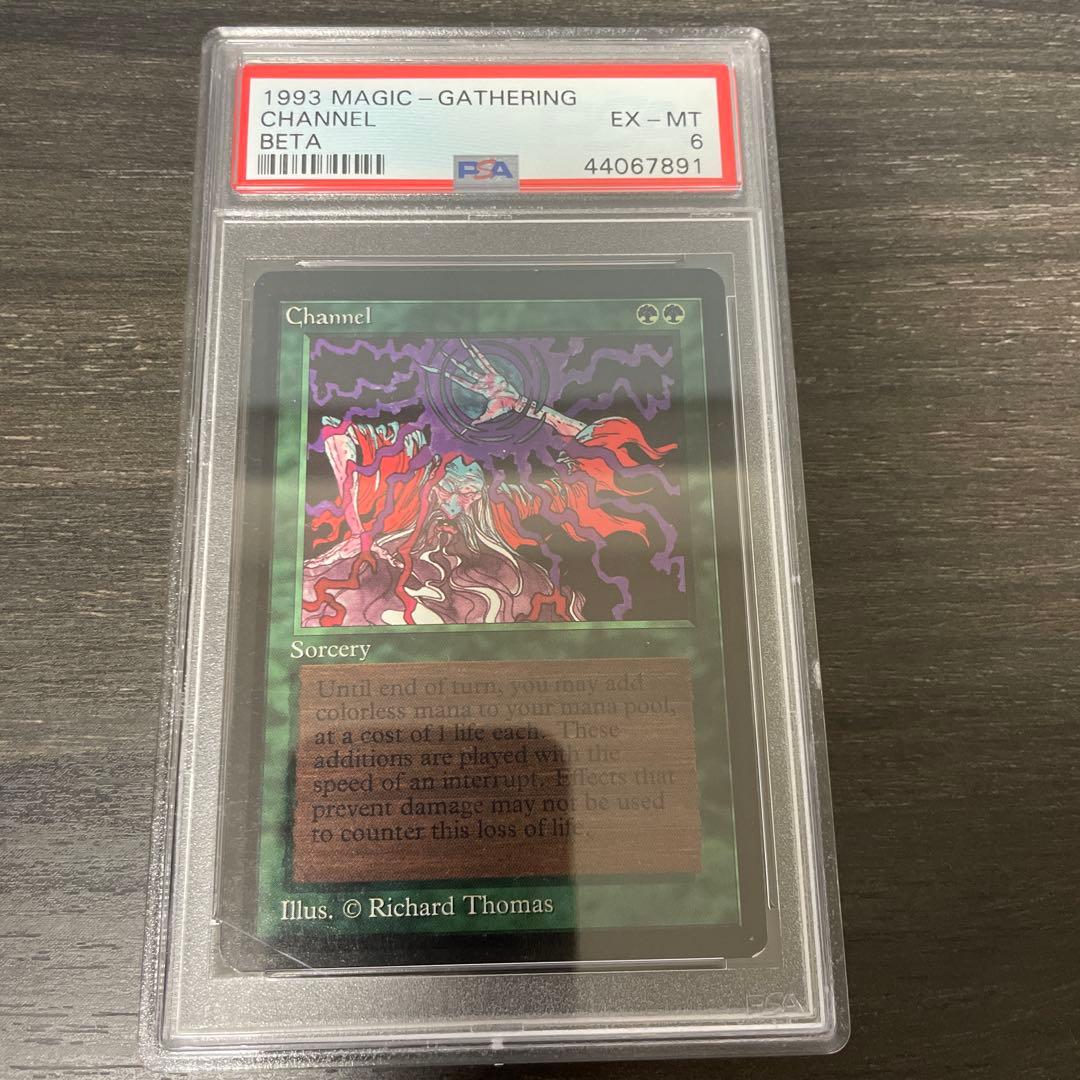 1993 MAGIC – GATHERING
CHANNEL EX – MT
BETA 6
PSA 44067891
Channel
Sorcery
Until end of turn, you may add
colorless mana to your mana pool,
at a cost of 1 life each. These
additions are played with the
speed of an interrupt. Effects that
prevent damage may not be used
to counter this loss of life.
Illus. © Richard Thomas
PSA